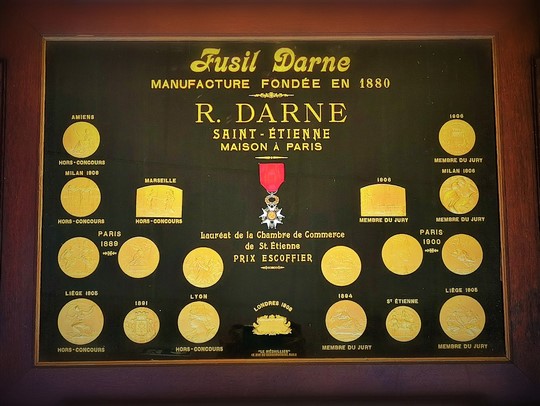 Fusil Darne
MANUFACTURE FONDÉE EN 1880
R. DARNE
SAINT-ÉTIENNE
MAISON À PARIS
AMIENS
HORS-CONCOURS
1906
MEMBRE DU JURY
MILAN 1906
HORS-CONCOURS
MARSEILLE
HORS-CONCOURS
1906
MEMBRE DU JURY
MILAN 1906
MEMBRE DU JURY
Lauréat de la Chambre de Commerce
de St. Étienne
PRIX ESCOFFIER
PARIS
1889
PARIS
1900
LIÈGE 1905
HORS-CONCOURS
1891
LYON
HORS-CONCOURS
LONDRES 1908
1894
MEMBRE DU JURY
St ÉTIENNE
LIÈGE 1905
MEMBRE DU JURY